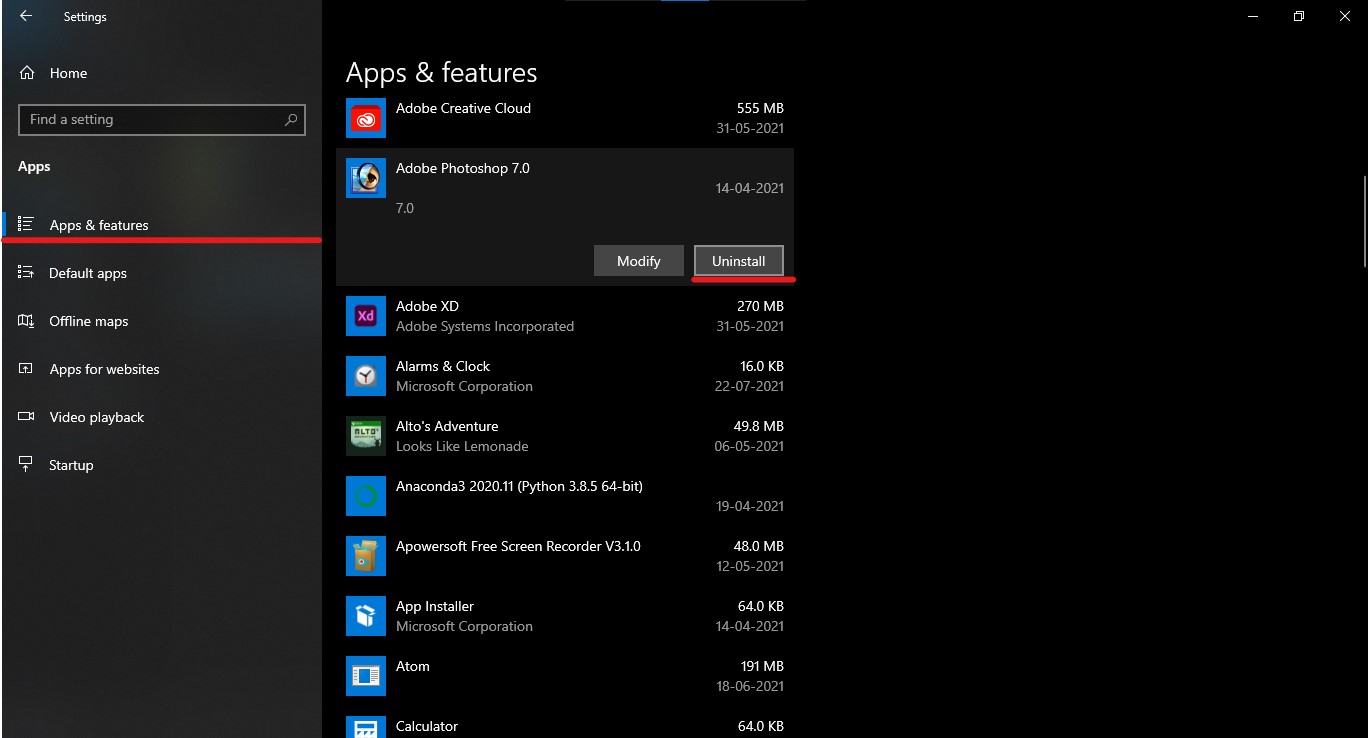 Settings
Home
Find a setting
Apps
Apps & features
Default apps
Offline maps
Apps for websites
Video playback
Startup
Apps & features
Adobe Creative Cloud 555 MB
31-05-2021
Adobe Photoshop 7.0
14-04-2021
7.0
Modify Uninstall
Xd
Adobe XD 270 MB
Adobe Systems Incorporated 31-05-2021
Alarms & Clock 16.0 KB
Microsoft Corporation 22-07-2021
ALTO'S
Alto's Adventure 49.8 MB
Looks Like Lemonade 06-05-2021
Anaconda3 2020.11 (Python 3.8.5 64-bit)
19-04-2021
Apowersoft Free Screen Recorder V3.1.0 48.0 MB
12-05-2021
App Installer 64.0 KB
Microsoft Corporation 14-04-2021
Atom 191 MB
18-06-2021
Calculator 64.0 KB